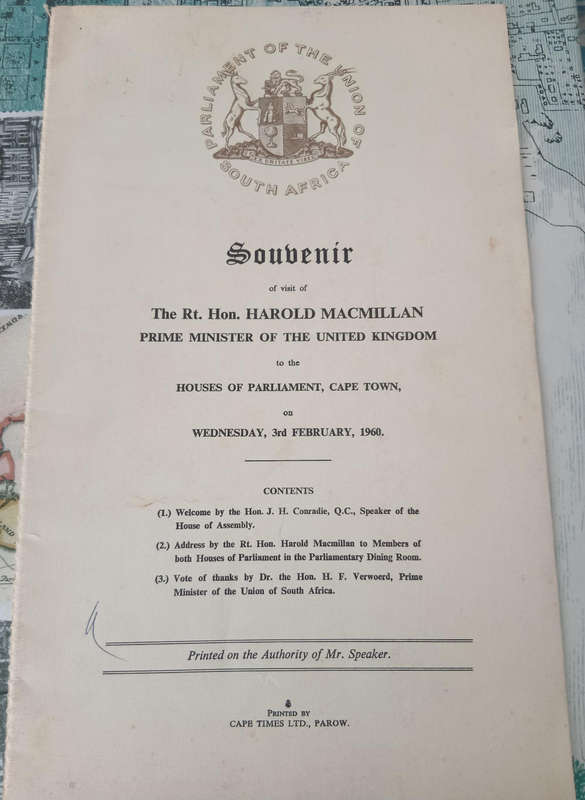 PARLIAMENT OF THE UNION OF
SOUTH AFRICA
EX UNITATE VIRES
Souvenir
of visit of
The Rt. Hon. HAROLD MACMILLAN
PRIME MINISTER OF THE UNITED KINGDOM
to the
HOUSES OF PARLIAMENT, CAPE TOWN,
on
WEDNESDAY, 3rd FEBRUARY, 1960.
CONTENTS
(1.) Welcome by the Hon. J. H. Conradie, Q.C., Speaker of the
House of Assembly.
(2.) Address by the Rt. Hon. Harold Macmillan to Members of
both Houses of Parliament in the Parliamentary Dining Room.
(3.) Vote of thanks by Dr. the Hon. H. F. Verwoerd, Prime
Minister of the Union of South Africa.
Printed on the Authority of Mr. Speaker.
PRINTED BY
CAPE TIMES LTD., PAROW.